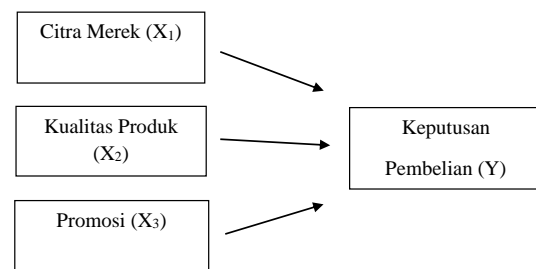 Citra Merek (X₁)
Kualitas Produk
(X₂)
Keputusan
Pembelian (Y)
Promosi (X₃)